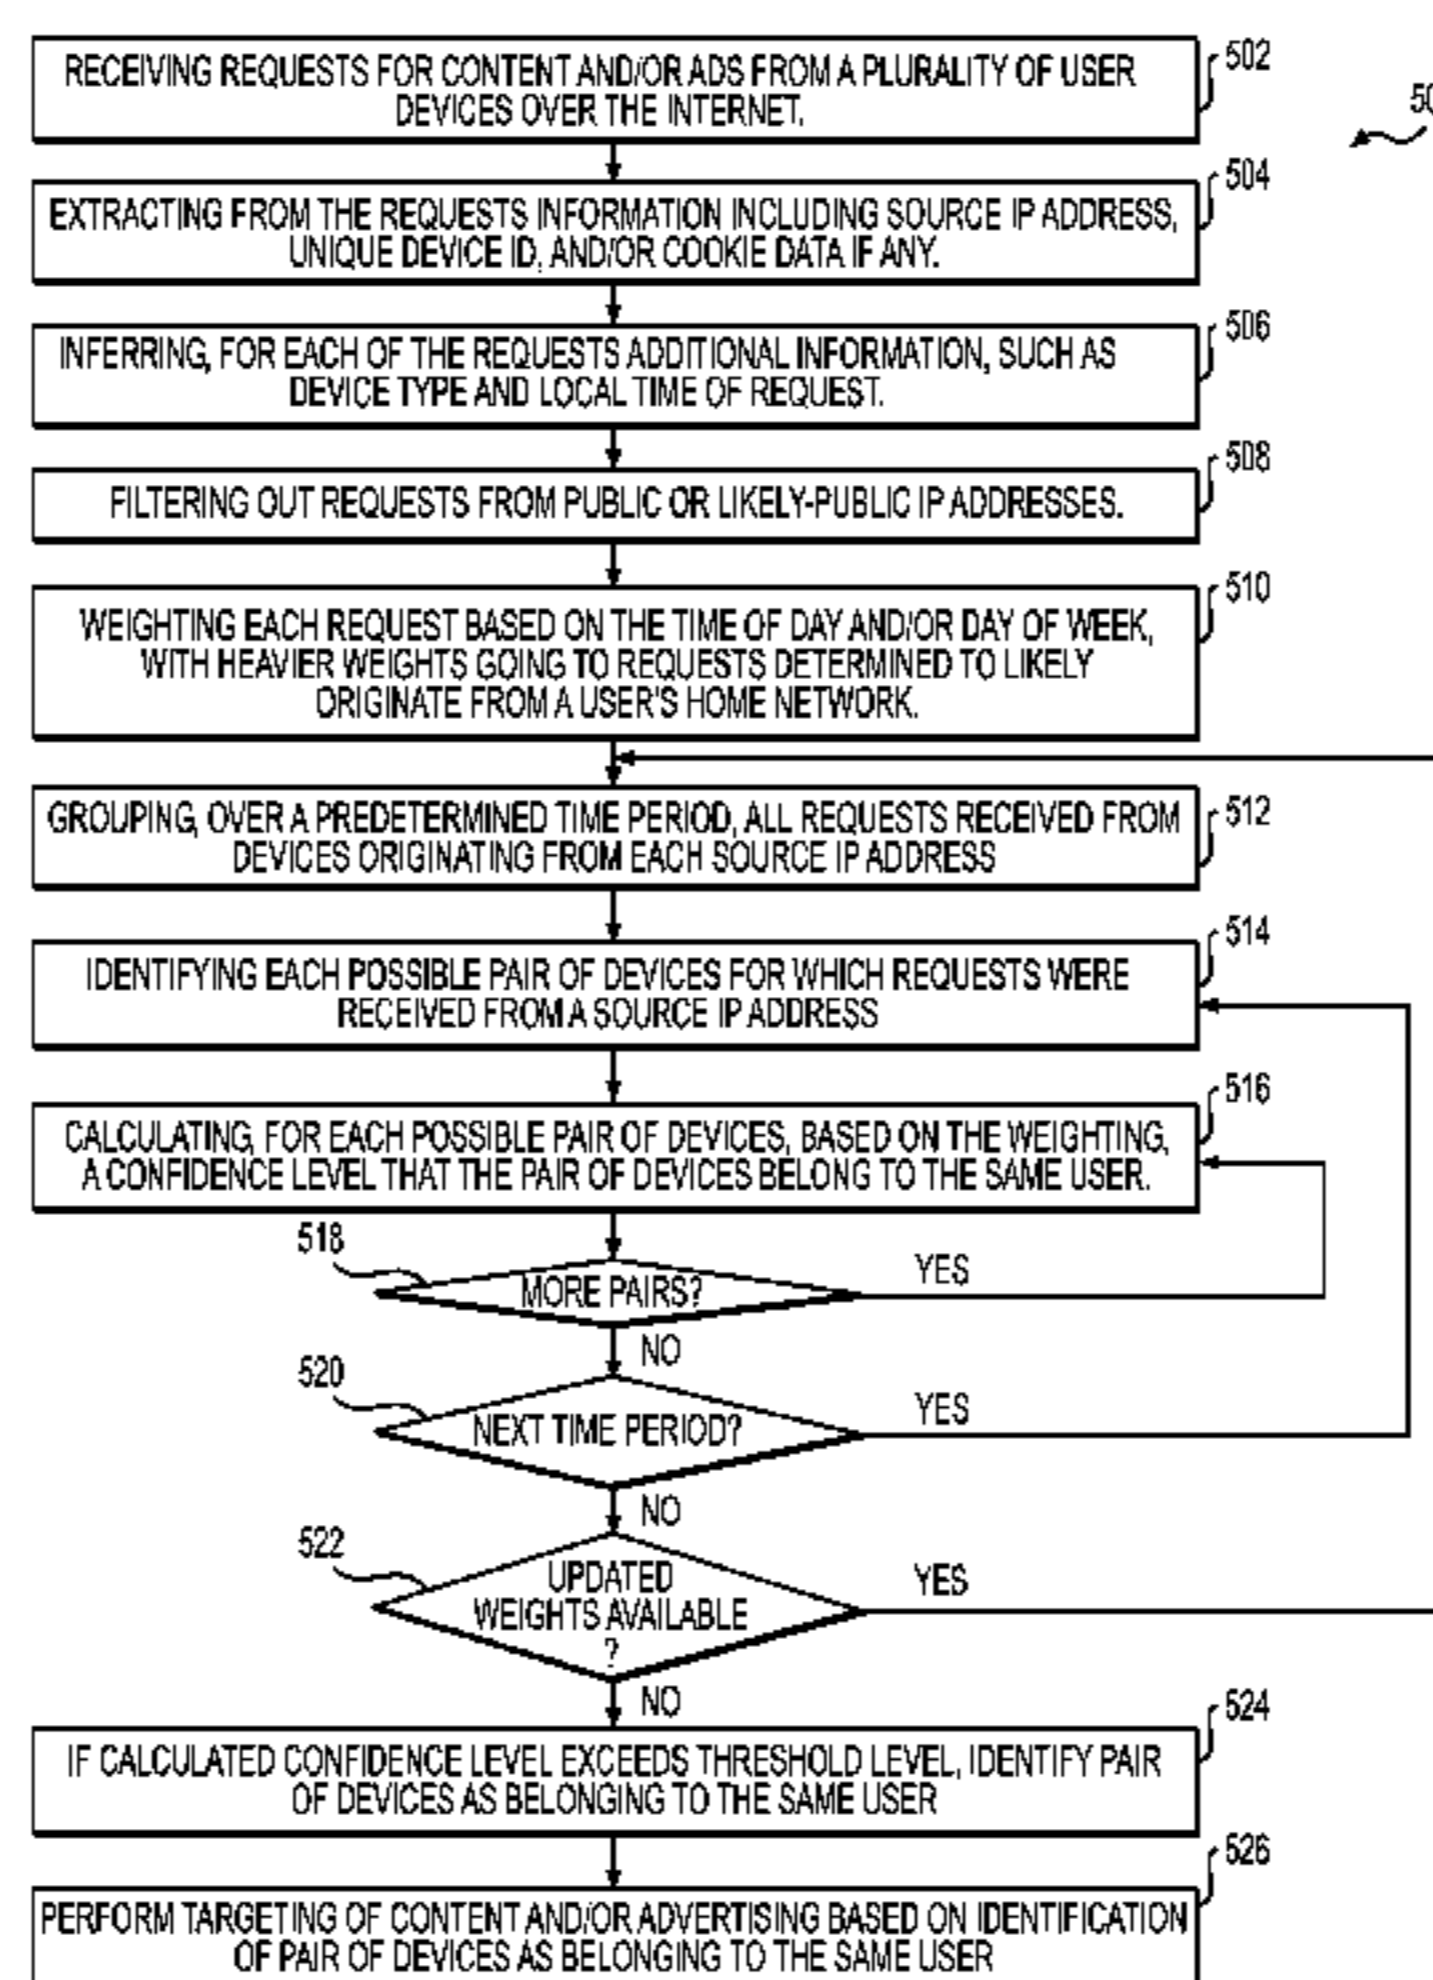 RECEIVING REQUESTS FOR CONTENT AND/OR ADS FROM A PLURALITY OF USER
DEVICES OVER THE INTERNET.
502
50
EXTRACTING FROM THE REQUESTS INFORMATION INCLUDING SOURCE IP ADDRESS,
UNIQUE DEVICE ID, AND/OR COOKIE DATA IF ANY.
504
INFERRING, FOR EACH OF THE REQUESTS ADDITIONAL INFORMATION, SUCH AS
DEVICE TYPE AND LOCAL TIME OF REQUEST.
506
FILTERING OUT REQUESTS FROM PUBLIC OR LIKELY-PUBLIC IP ADDRESSES.
508
WEIGHTING EACH REQUEST BASED ON THE TIME OF DAY AND/OR DAY OF WEEK,
WITH HEAVIER WEIGHTS GOING TO REQUESTS DETERMINED TO LIKELY
ORIGINATE FROM A USER'S HOME NETWORK.
510
GROUPING, OVER A PREDETERMINED TIME PERIOD, ALL REQUESTS RECEIVED FROM
DEVICES ORIGINATING FROM EACH SOURCE IP ADDRESS
512
IDENTIFYING EACH POSSIBLE PAIR OF DEVICES FOR WHICH REQUESTS WERE
RECEIVED FROM A SOURCE IP ADDRESS
514
CALCULATING, FOR EACH POSSIBLE PAIR OF DEVICES, BASED ON THE WEIGHTING,
A CONFIDENCE LEVEL THAT THE PAIR OF DEVICES BELONG TO THE SAME USER.
516
518
MORE PAIRS?
YES
NO
520
NEXT TIME PERIOD?
YES
NO
522
UPDATED
WEIGHTS AVAILABLE
?
YES
NO
IF CALCULATED CONFIDENCE LEVEL EXCEEDS THRESHOLD LEVEL, IDENTIFY PAIR
OF DEVICES AS BELONGING TO THE SAME USER
524
PERFORM TARGETING OF CONTENT AND/OR ADVERTISING BASED ON IDENTIFICATION
OF PAIR OF DEVICES AS BELONGING TO THE SAME USER
526